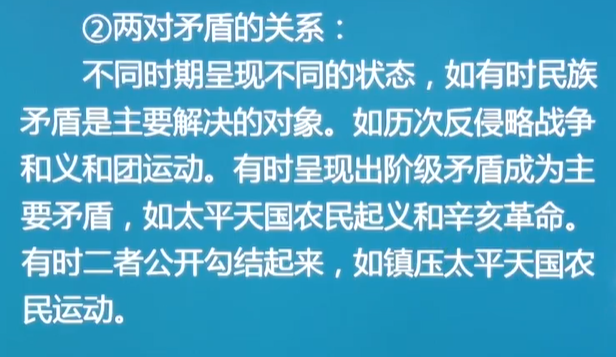 ②两对矛盾的关系：
不同时期呈现不同的状态，如有时民族
矛盾是主要解决的对象。如历次反侵略战争
和义和团运动。有时呈现出阶级矛盾成为主
要矛盾，如太平天国农民起义和辛亥革命。
有时二者公开勾结起来，如镇压太平天国农
民运动。